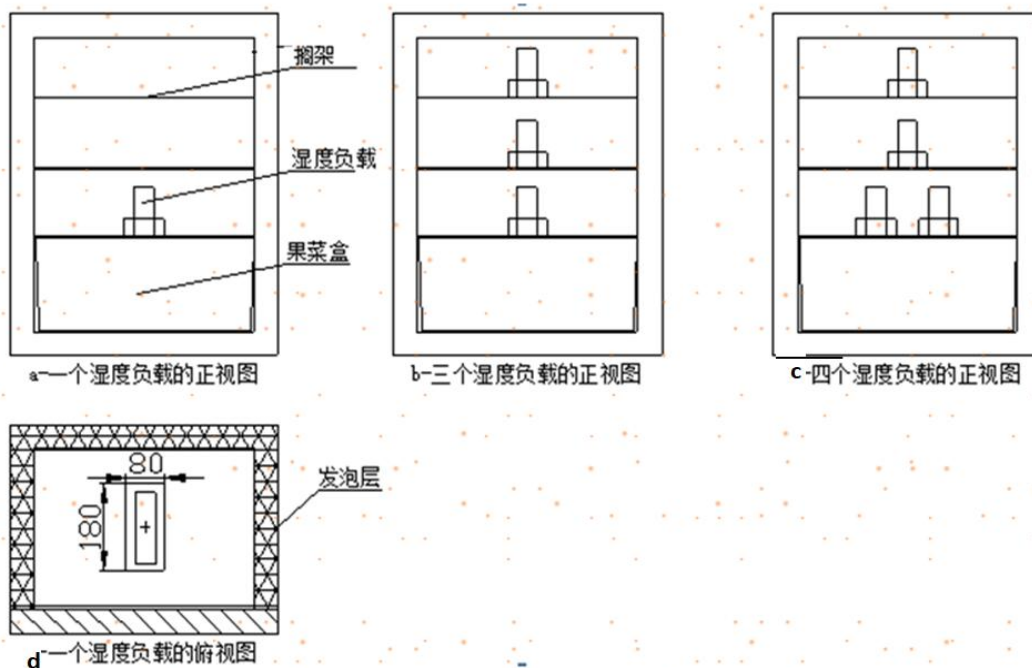 搁架
湿度负载
果菜盒
a-一个湿度负载的正视图
b-三个湿度负载的正视图
c-四个湿度负载的正视图
80
180
发泡层
d-一个湿度负载的俯视图